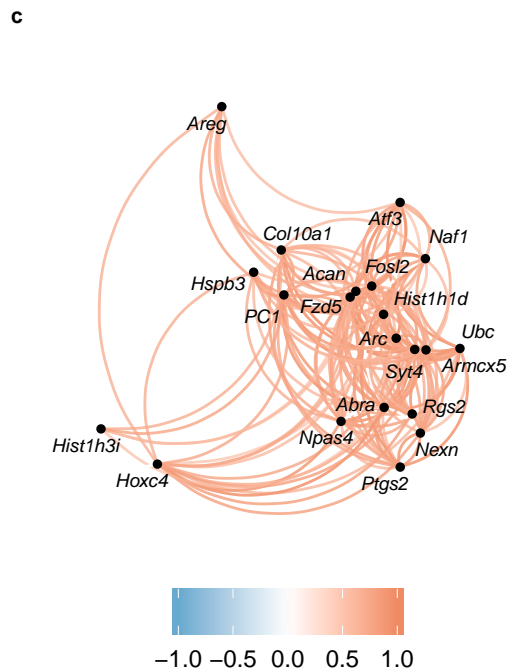 c
Areg
Atf3
Naf1
Col10a1
Acan
Fosl2
Hspb3
Fzd5
Hist1h1d
PC1
Arc
Ubc
Syt4
Armcx5
Abra
Rgs2
Npas4
Nexn
Hist1h3i
Hoxc4
Ptgs2
−1.0 −0.5 0.0 0.5 1.0